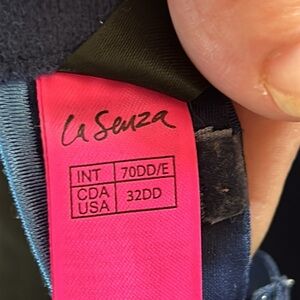 La Senza
INT 70DD/E
CDA USA 32DD